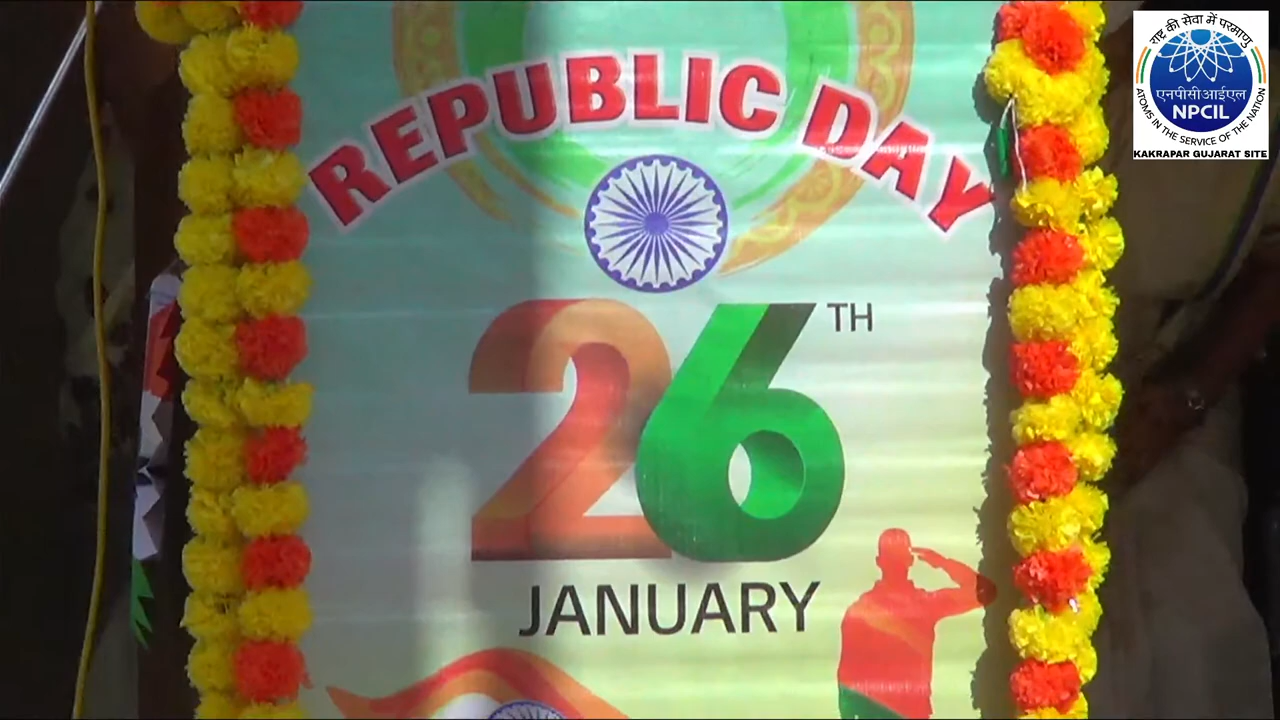 REPUBLIC DAY
26TH
JANUARY
राष्ट्र की सेवा में परमाणु
एनपीसीआईएल
NPCIL
ATOMS IN THE SERVICE OF THE NATION
KAKRAPAR GUJARAT SITE